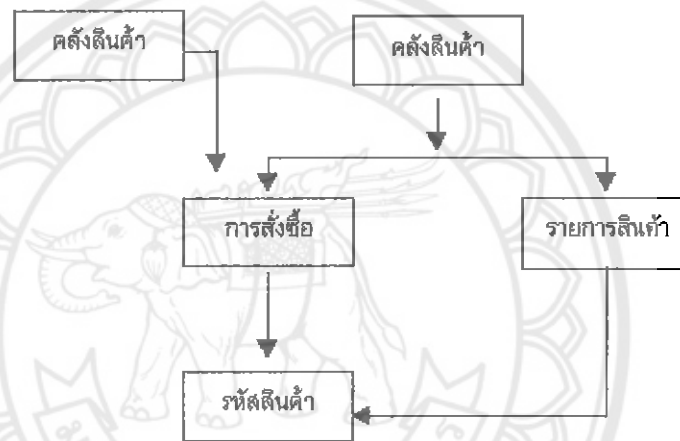 คลังสินค้า
คลังสินค้า
การสั่งซื้อ
รายการสินค้า
รหัสสินค้า